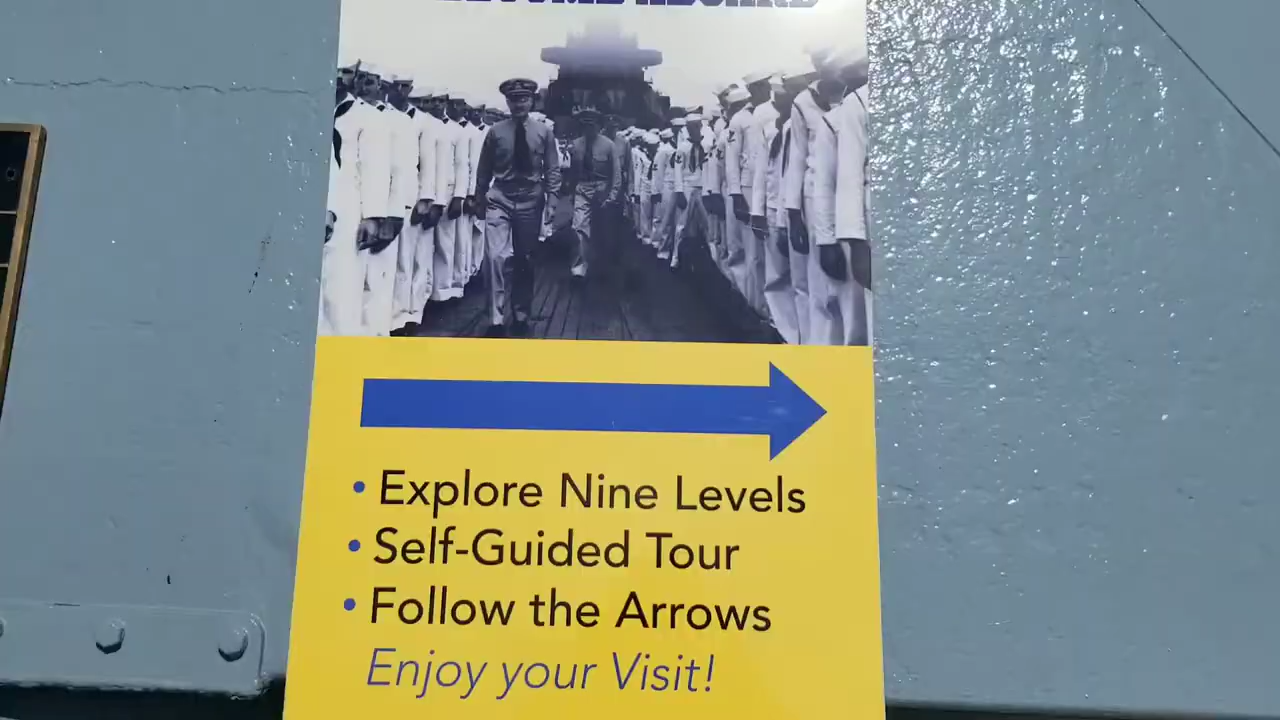 • Explore Nine Levels
• Self-Guided Tour
• Follow the Arrows
Enjoy your Visit!